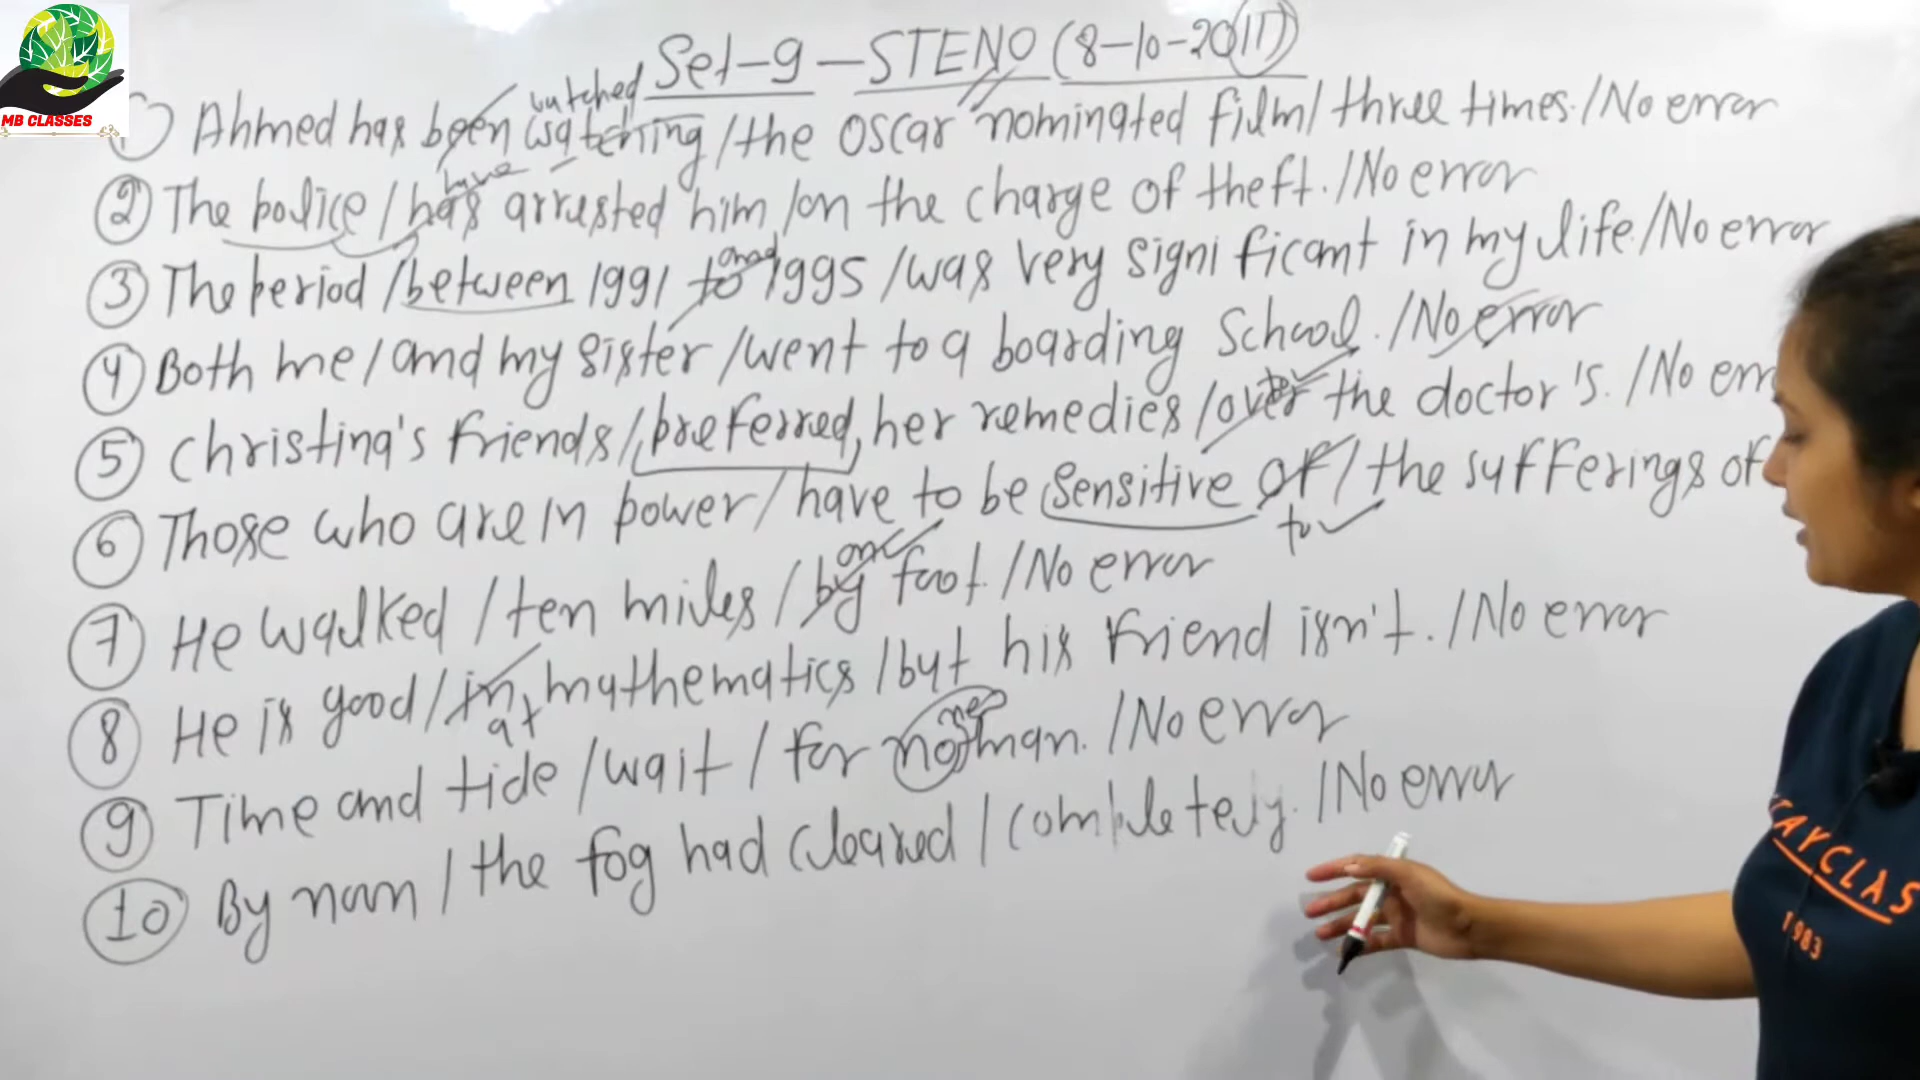 MB CLASSES
Set-9 - STENO (8-10-2017)
watched
1) Ahmed has been watching / the oscar nominated film / three times. / No error
have
2) The police / has arrested him / on the charge of theft. / No error
and
3) The period / between 1991 to 1995 / was very significant in my life. / No error
4) Both me / and my sister / went to a boarding School. / No error
to
5) Christina's friends / preferred, her remedies / over the doctor's. / No err
6) Those who are in power / have to be sensitive of / the sufferings of
to
on
7) He walked / ten miles / by foot. / No error
8) He is good / in mathematics / but his friend isn't. / No error
at
9) Time and tide / wait / for man. / No error
10) By noon / the fog had cleared / completely. / No error
1983